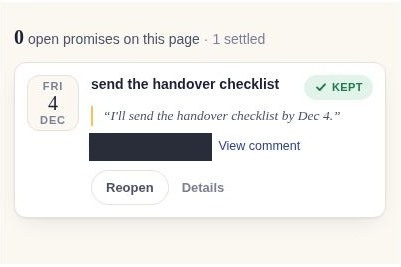 0 open promises on this page · 1 settled
FRI
4
DEC
send the handover checklist
KEPT
“I'll send the handover checklist by Dec 4.”
View comment
Reopen
Details